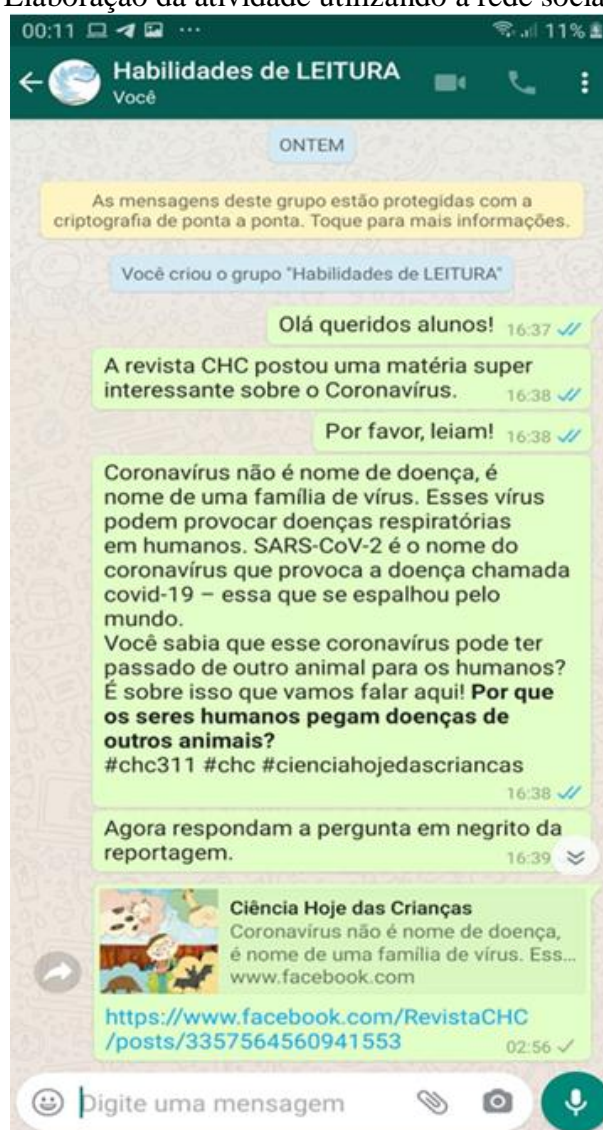 Elaboração da atividade utilizando a rede socia
00:11 ... 11%
Habilidades de LEITURA
Você
ONTEM
As mensagens deste grupo estão protegidas com a
criptografia de ponta a ponta. Toque para mais informações.
Você criou o grupo "Habilidades de LEITURA"
Olá queridos alunos! 16:37
A revista CHC postou uma matéria super
interessante sobre o Coronavírus. 16:38
Por favor, leiam! 16:38
Coronavírus não é nome de doença, é
nome de uma família de vírus. Esses vírus
podem provocar doenças respiratórias
em humanos. SARS-CoV-2 é o nome do
coronavírus que provoca a doença chamada
covid-19 – essa que se espalhou pelo
mundo.
Você sabia que esse coronavírus pode ter
passado de outro animal para os humanos?
É sobre isso que vamos falar aqui! Por que
os seres humanos pegam doenças de
outros animais?
#chc311 #chc #cienciahojedascriancas
16:38
Agora respondam a pergunta em negrito da
reportagem. 16:39
Ciência Hoje das Crianças
Coronavírus não é nome de doença,
é nome de uma família de vírus. Ess...
www.facebook.com
https://www.facebook.com/RevistaCHC
/posts/3357564560941553 02:56
Digite uma mensagem